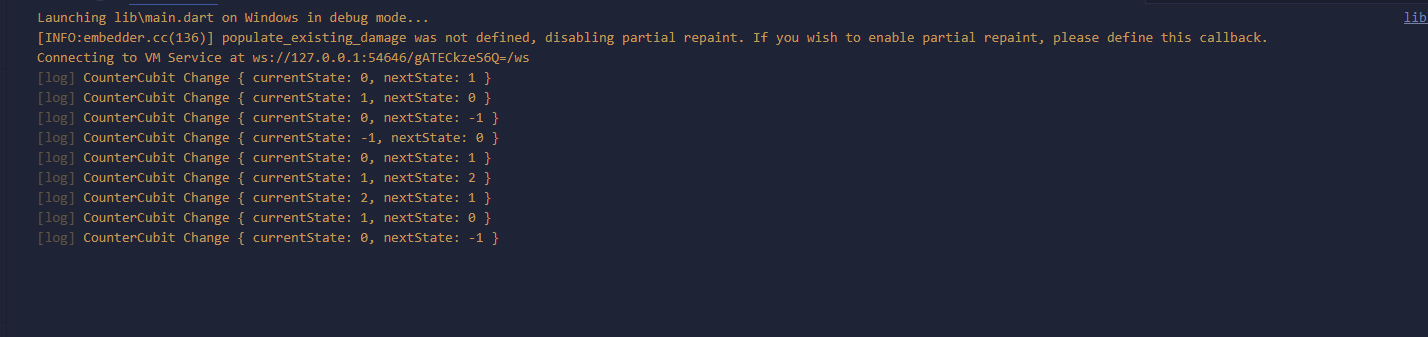 Launching lib\main.dart on Windows in debug mode...
lib
[INFO:embedder.cc(136)] populate_existing_damage was not defined, disabling partial repaint. If you wish to enable partial repaint, please define this callback.
Connecting to VM Service at ws://127.0.0.1:54646/gATECkzeS6Q=/ws
[log] CounterCubit Change { currentState: 0, nextState: 1 }
[log] CounterCubit Change { currentState: 1, nextState: 0 }
[log] CounterCubit Change { currentState: 0, nextState: -1 }
[log] CounterCubit Change { currentState: -1, nextState: 0 }
[log] CounterCubit Change { currentState: 0, nextState: 1 }
[log] CounterCubit Change { currentState: 1, nextState: 2 }
[log] CounterCubit Change { currentState: 2, nextState: 1 }
[log] CounterCubit Change { currentState: 1, nextState: 0 }
[log] CounterCubit Change { currentState: 0, nextState: -1 }